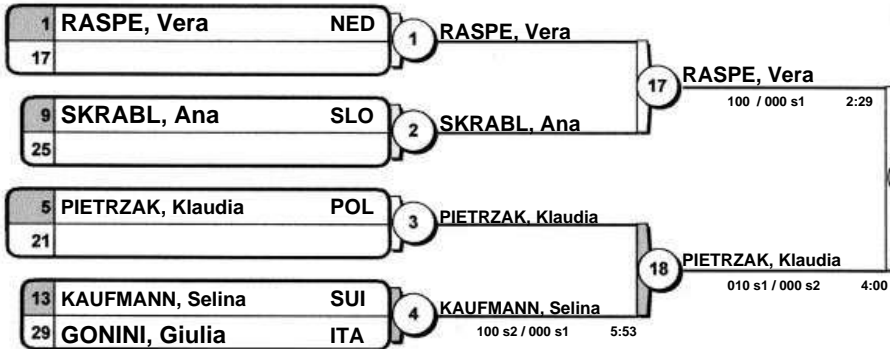 1 RASPE, Vera NED
17
1
RASPE, Vera
9 SKRABL, Ana SLO
25
2
SKRABL, Ana
17
RASPE, Vera
100 / 000 s1 2:29
5 PIETRZAK, Klaudia POL
21
3
PIETRZAK, Klaudia
13 KAUFMANN, Selina SUI
29 GONINI, Giulia ITA
4
KAUFMANN, Selina
100 s2 / 000 s1 5:53
18
PIETRZAK, Klaudia
010 s1 / 000 s2 4:00